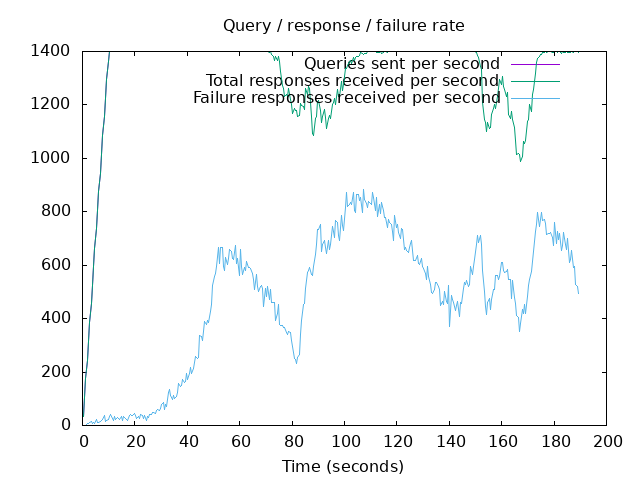 Query / response / failure rate
Queries sent per second
Total responses received per second
Failure responses received per second
1400
1200
1000
800
600
400
200
0
0 20 40 60 80 100 120 140 160 180 200
Time (seconds)